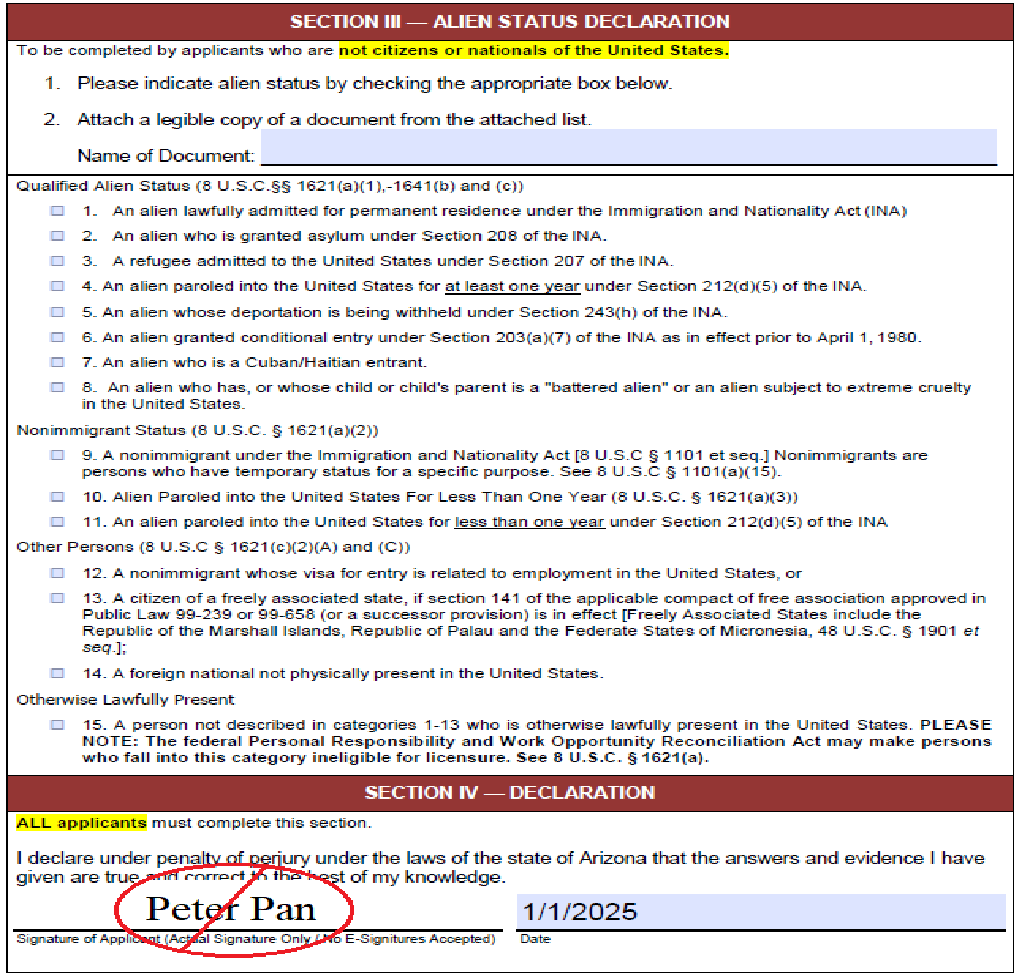 SECTION III — ALIEN STATUS DECLARATION
To be completed by applicants who are not citizens or nationals of the United States.
1. Please indicate alien status by checking the appropriate box below.
2. Attach a legible copy of a document from the attached list.
Name of Document:
Qualified Alien Status (8 U.S.C.§§ 1621(a)(1),-1641(b) and (c))
1. An alien lawfully admitted for permanent residence under the Immigration and Nationality Act (INA)
2. An alien who is granted asylum under Section 208 of the INA.
3. A refugee admitted to the United States under Section 207 of the INA.
4. An alien paroled into the United States for at least one year under Section 212(d)(5) of the INA.
5. An alien whose deportation is being withheld under Section 243(h) of the INA.
6. An alien granted conditional entry under Section 203(a)(7) of the INA as in effect prior to April 1, 1980.
7. An alien who is a Cuban/Haitian entrant.
8. An alien who has, or whose child or child's parent is a "battered alien" or an alien subject to extreme cruelty
in the United States.
Nonimmigrant Status (8 U.S.C. § 1621(a)(2))
9. A nonimmigrant under the Immigration and Nationality Act [8 U.S.C § 1101 et seq.] Nonimmigrants are
persons who have temporary status for a specific purpose. See 8 U.S.C § 1101(a)(15).
10. Alien Paroled into the United States For Less Than One Year (8 U.S.C. § 1621(a)(3))
11. An alien paroled into the United States for less than one year under Section 212(d)(5) of the INA
Other Persons (8 U.S.C § 1621(c)(2)(A) and (C))
12. A nonimmigrant whose visa for entry is related to employment in the United States, or
13. A citizen of a freely associated state, if section 141 of the applicable compact of free association approved in
Public Law 99-239 or 99-658 (or a successor provision) is in effect [Freely Associated States include the
Republic of the Marshall Islands, Republic of Palau and the Federate States of Micronesia, 48 U.S.C. § 1901 et
seq.];
14. A foreign national not physically present in the United States.
Otherwise Lawfully Present
15. A person not described in categories 1-13 who is otherwise lawfully present in the United States. PLEASE
NOTE: The federal Personal Responsibility and Work Opportunity Reconciliation Act may make persons
who fall into this category ineligible for licensure. See 8 U.S.C. § 1621(a).
SECTION IV — DECLARATION
ALL applicants must complete this section.
I declare under penalty of perjury under the laws of the state of Arizona that the answers and evidence I have
given are true and correct to the best of my knowledge.
Peter Pan 1/1/2025
Signature of Applicant (Actual Signature Only / No E-Signitures Accepted) Date